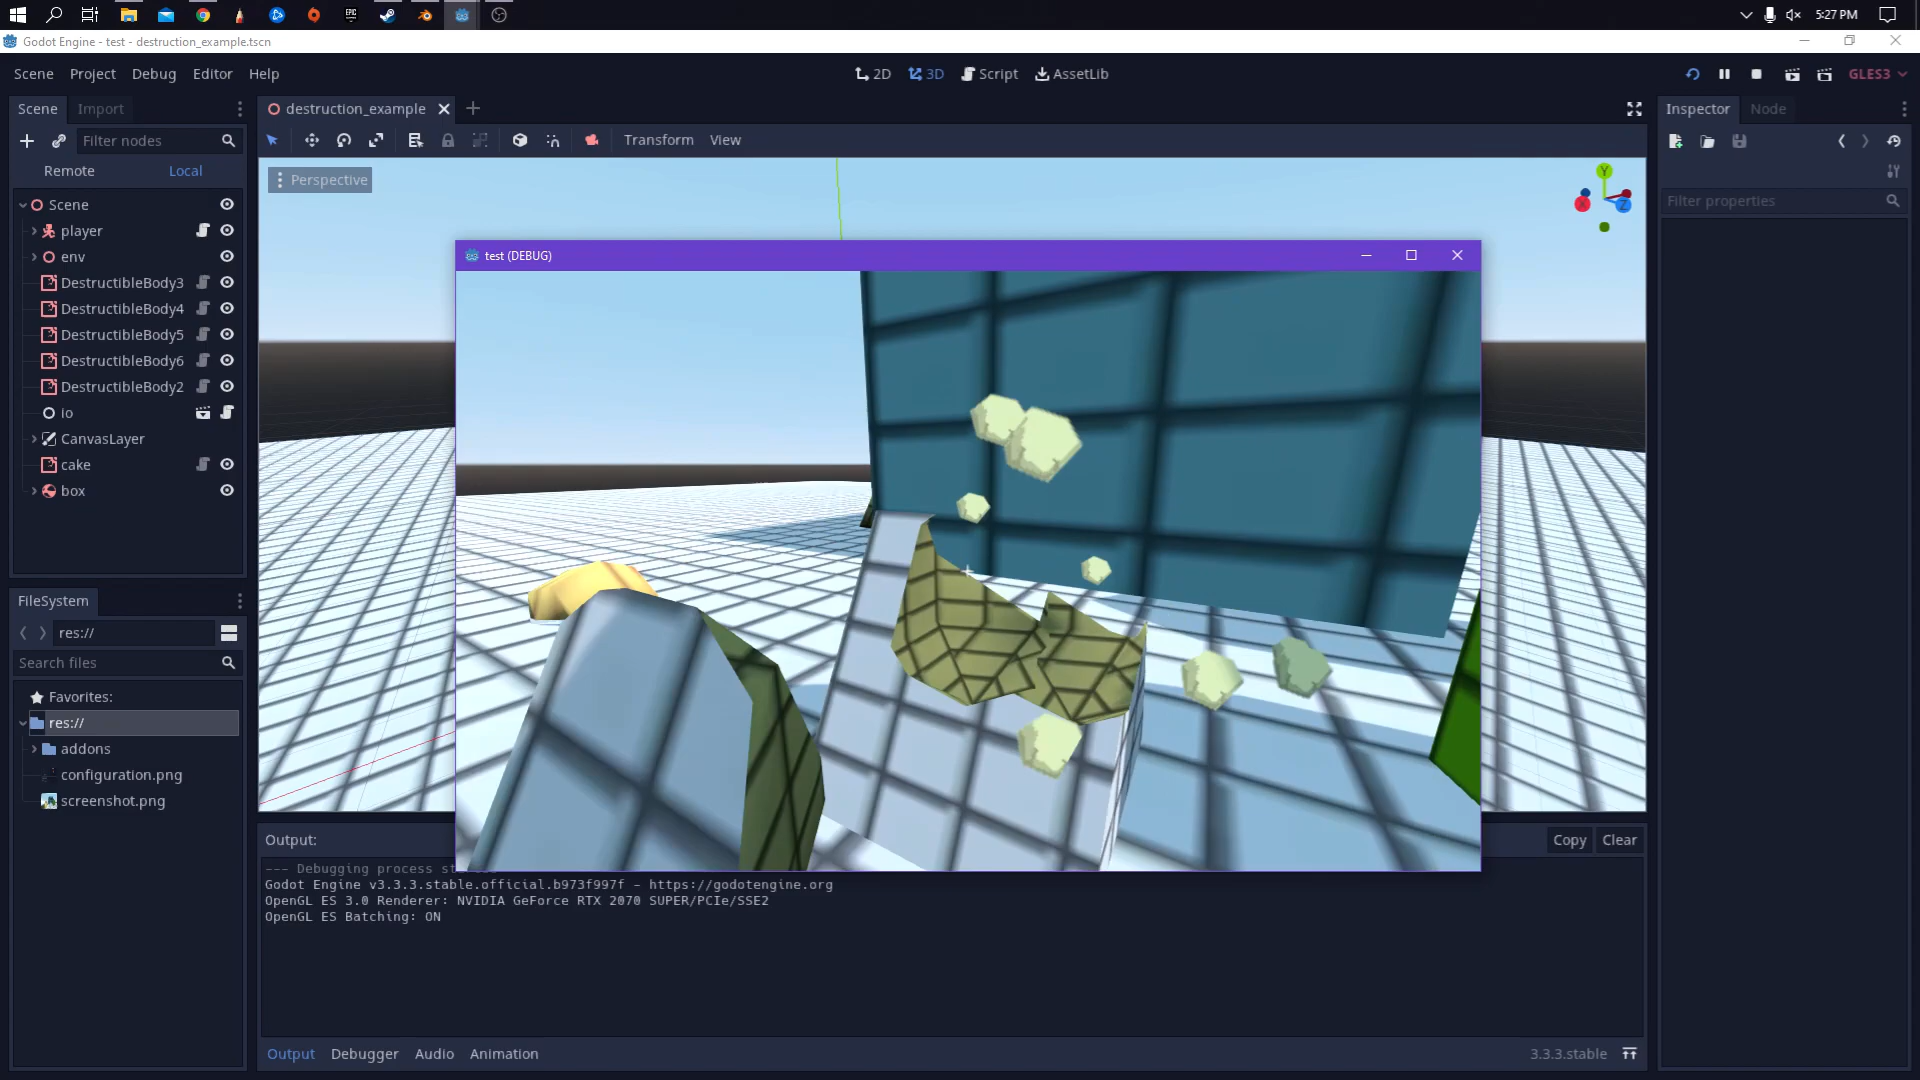 EPIC
5:27 PM
Godot Engine - test - destruction_example.tscn
Scene Project Debug Editor Help
2D 3D Script AssetLib
GLES3
Scene Import
destruction_example
Inspector Node
Filter nodes
Transform View
Remote Local
Perspective
Y
X
Z
Filter properties
Scene
player
env
DestructibleBody3
DestructibleBody4
DestructibleBody5
DestructibleBody6
DestructibleBody2
io
CanvasLayer
cake
box
test (DEBUG)
FileSystem
res://
Search files
Favorites:
res://
addons
configuration.png
screenshot.png
Output:
Copy Clear
--- Debugging process st
Godot Engine v3.3.3.stable.official.b973f997f - https://godotengine.org
OpenGL ES 3.0 Renderer: NVIDIA GeForce RTX 2070 SUPER/PCIe/SSE2
OpenGL ES Batching: ON
Output Debugger Audio Animation
3.3.3.stable